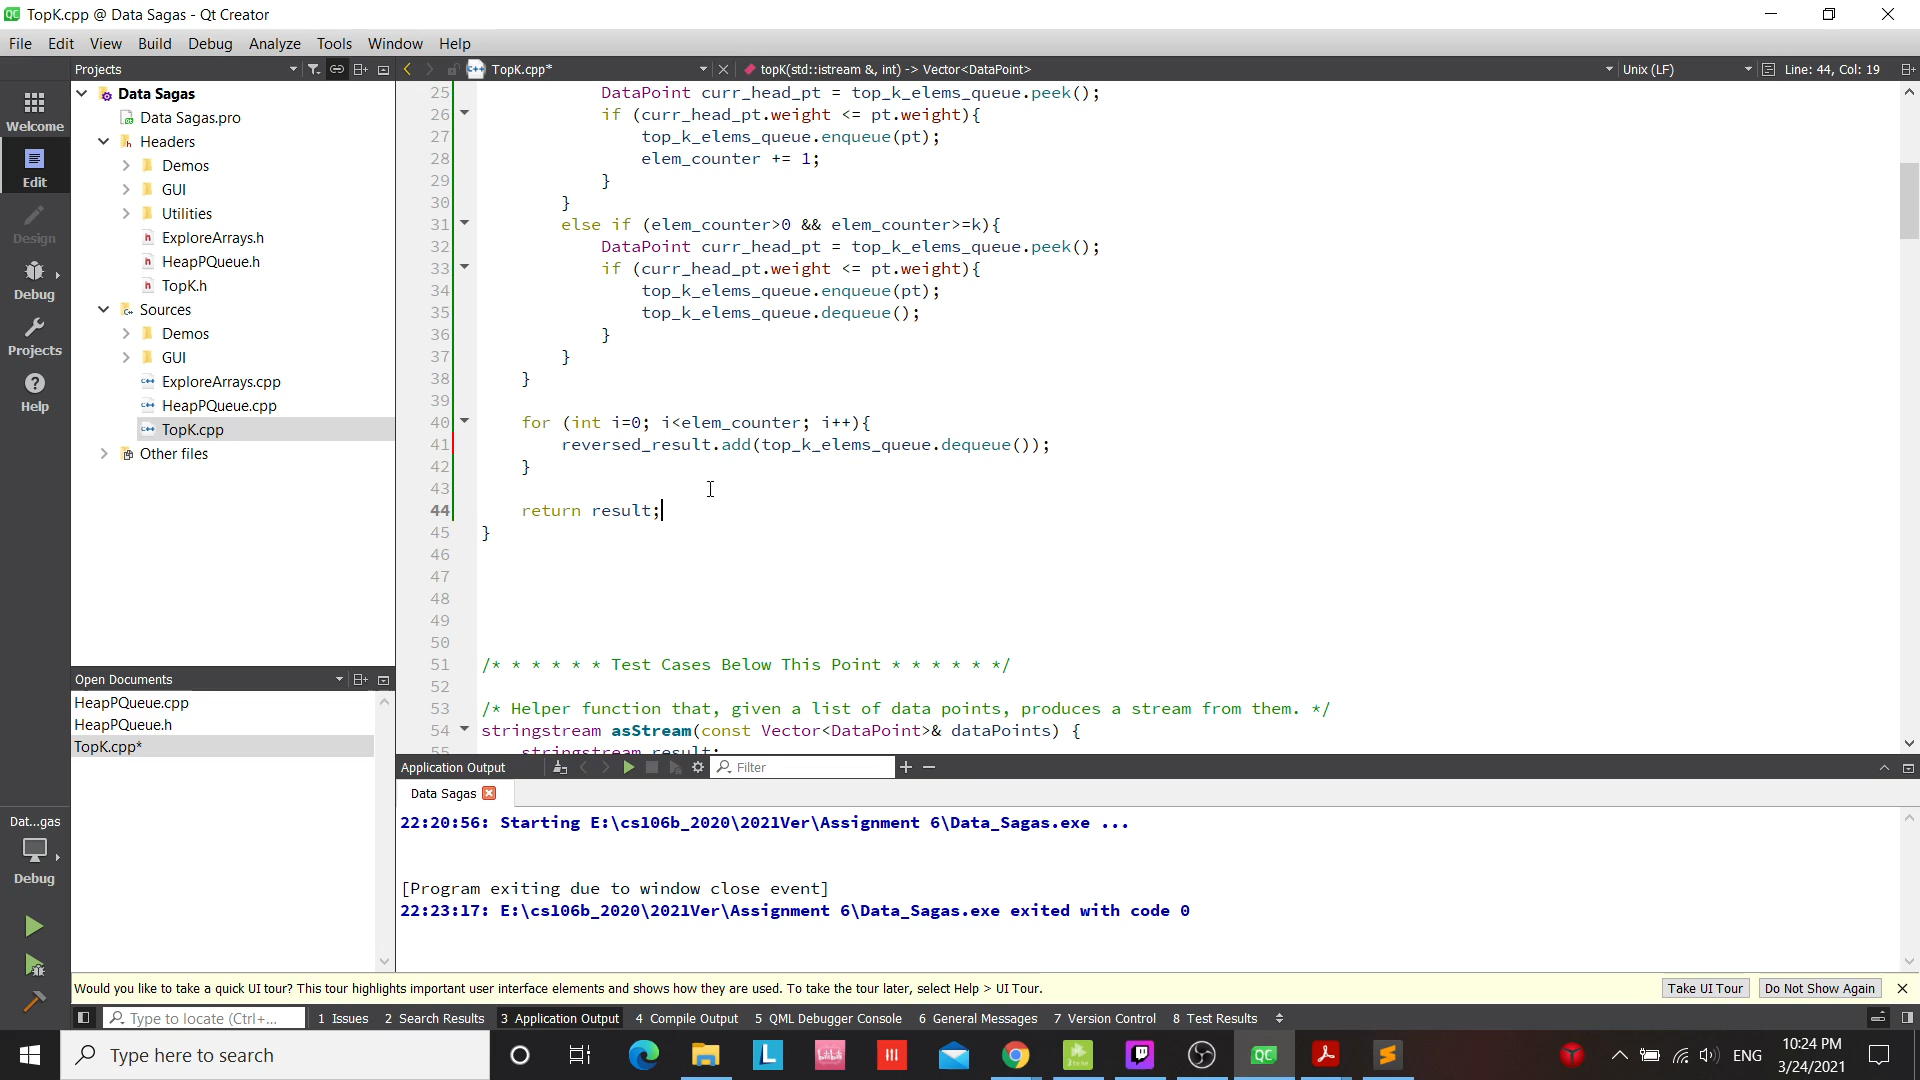 TopK.cpp @ Data Sagas - Qt Creator
File Edit View Build Debug Analyze Tools Window Help
Projects
TopK.cpp*
topK(std::istream &, int) -> Vector<DataPoint>
Unix (LF)
Line: 44, Col: 19
Welcome
Edit
Design
Debug
Projects
Help
Data Sagas
Data Sagas.pro
Headers
Demos
GUI
Utilities
ExploreArrays.h
HeapPQueue.h
TopK.h
Sources
Demos
GUI
ExploreArrays.cpp
HeapPQueue.cpp
TopK.cpp
Other files
Open Documents
HeapPQueue.cpp
HeapPQueue.h
TopK.cpp*
Dat...gas
Debug
25 DataPoint curr_head_pt = top_k_elems_queue.peek();
26 if (curr_head_pt.weight <= pt.weight){
27 top_k_elems_queue.enqueue(pt);
28 elem_counter += 1;
29 }
30 }
31 else if (elem_counter>0 && elem_counter>=k){
32 DataPoint curr_head_pt = top_k_elems_queue.peek();
33 if (curr_head_pt.weight <= pt.weight){
34 top_k_elems_queue.enqueue(pt);
35 top_k_elems_queue.dequeue();
36 }
37 }
38 }
39
40 for (int i=0; i<elem_counter; i++){
41 reversed_result.add(top_k_elems_queue.dequeue());
42 }
43
44 return result;
45 }
46
47
48
49
50
51 /* * * * * * Test Cases Below This Point * * * * * */
52
53 /* Helper function that, given a list of data points, produces a stream from them. */
54 stringstream asStream(const Vector<DataPoint>& dataPoints) {
55 stringstream result;
Application Output
Filter
Data Sagas
22:20:56: Starting E:\cs106b_2020\2021Ver\Assignment 6\Data_Sagas.exe ...
[Program exiting due to window close event]
22:23:17: E:\cs106b_2020\2021Ver\Assignment 6\Data_Sagas.exe exited with code 0
Would you like to take a quick UI tour? This tour highlights important user interface elements and shows how they are used. To take the tour later, select Help > UI Tour.
Take UI Tour
Do Not Show Again
Type to locate (Ctrl+...
1 Issues 2 Search Results 3 Application Output 4 Compile Output 5 QML Debugger Console 6 General Messages 7 Version Control 8 Test Results
Type here to search
ENG
10:24 PM
3/24/2021